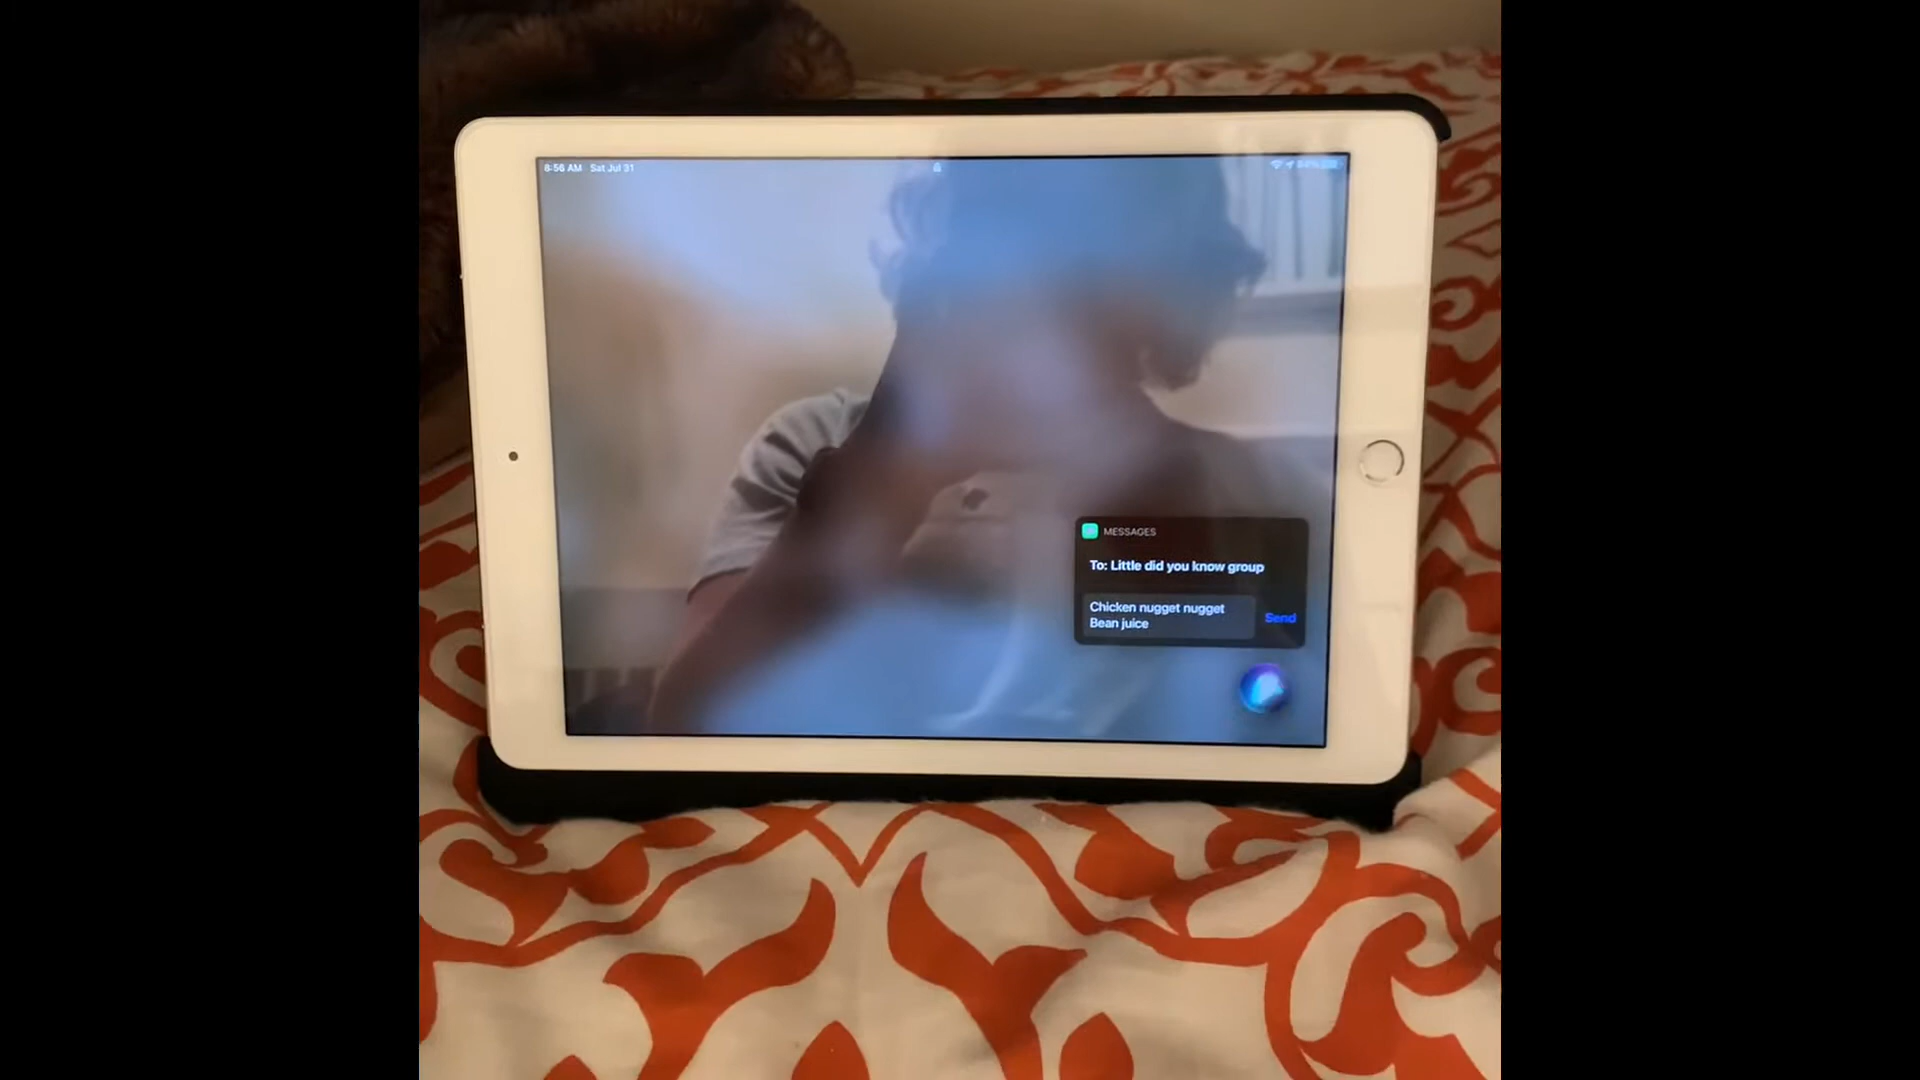 8:56 AM Sat Jul 31
84%
MESSAGES
To: Little did you know group
Chicken nugget nugget
Bean juice
Send